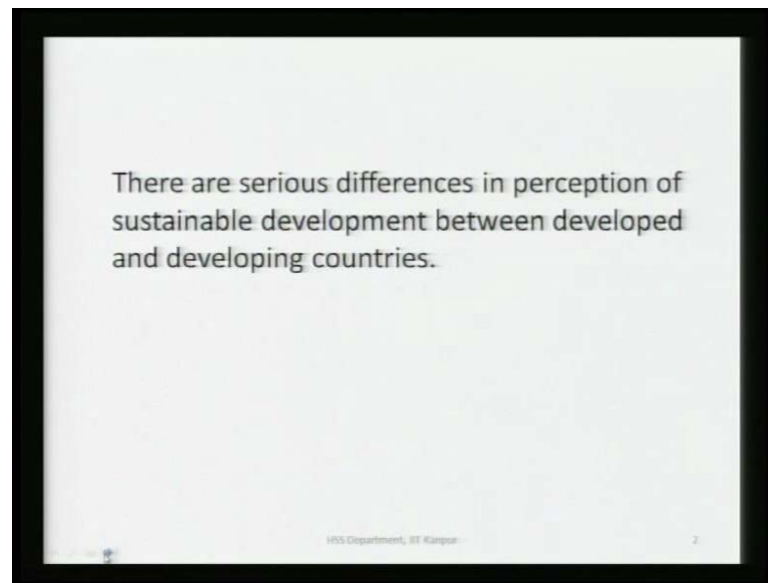 There are serious differences in perception of
sustainable development between developed
and developing countries.
HSS Department, IIT Kanpur
2